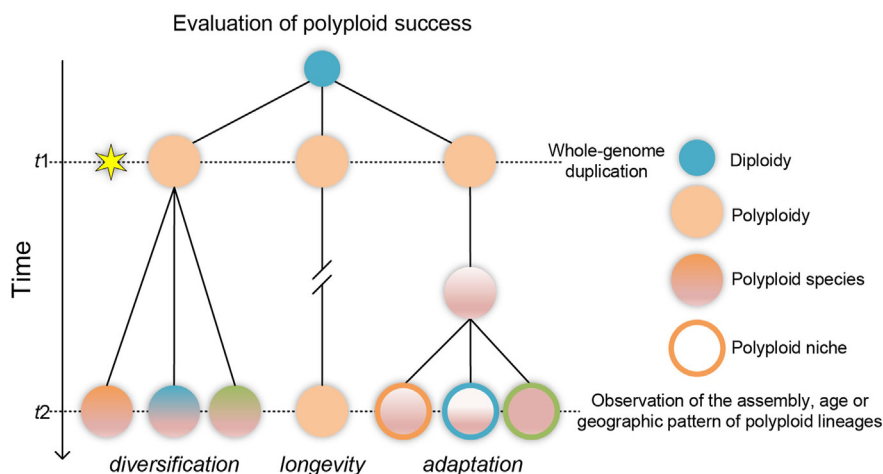 Evaluation of polyploid success
t1
Whole-genome
duplication
Diploidy
Polyploidy
Time
Polyploid species
Polyploid niche
t2
Observation of the assembly, age or
geographic pattern of polyploid lineages
diversification
longevity
adaptation